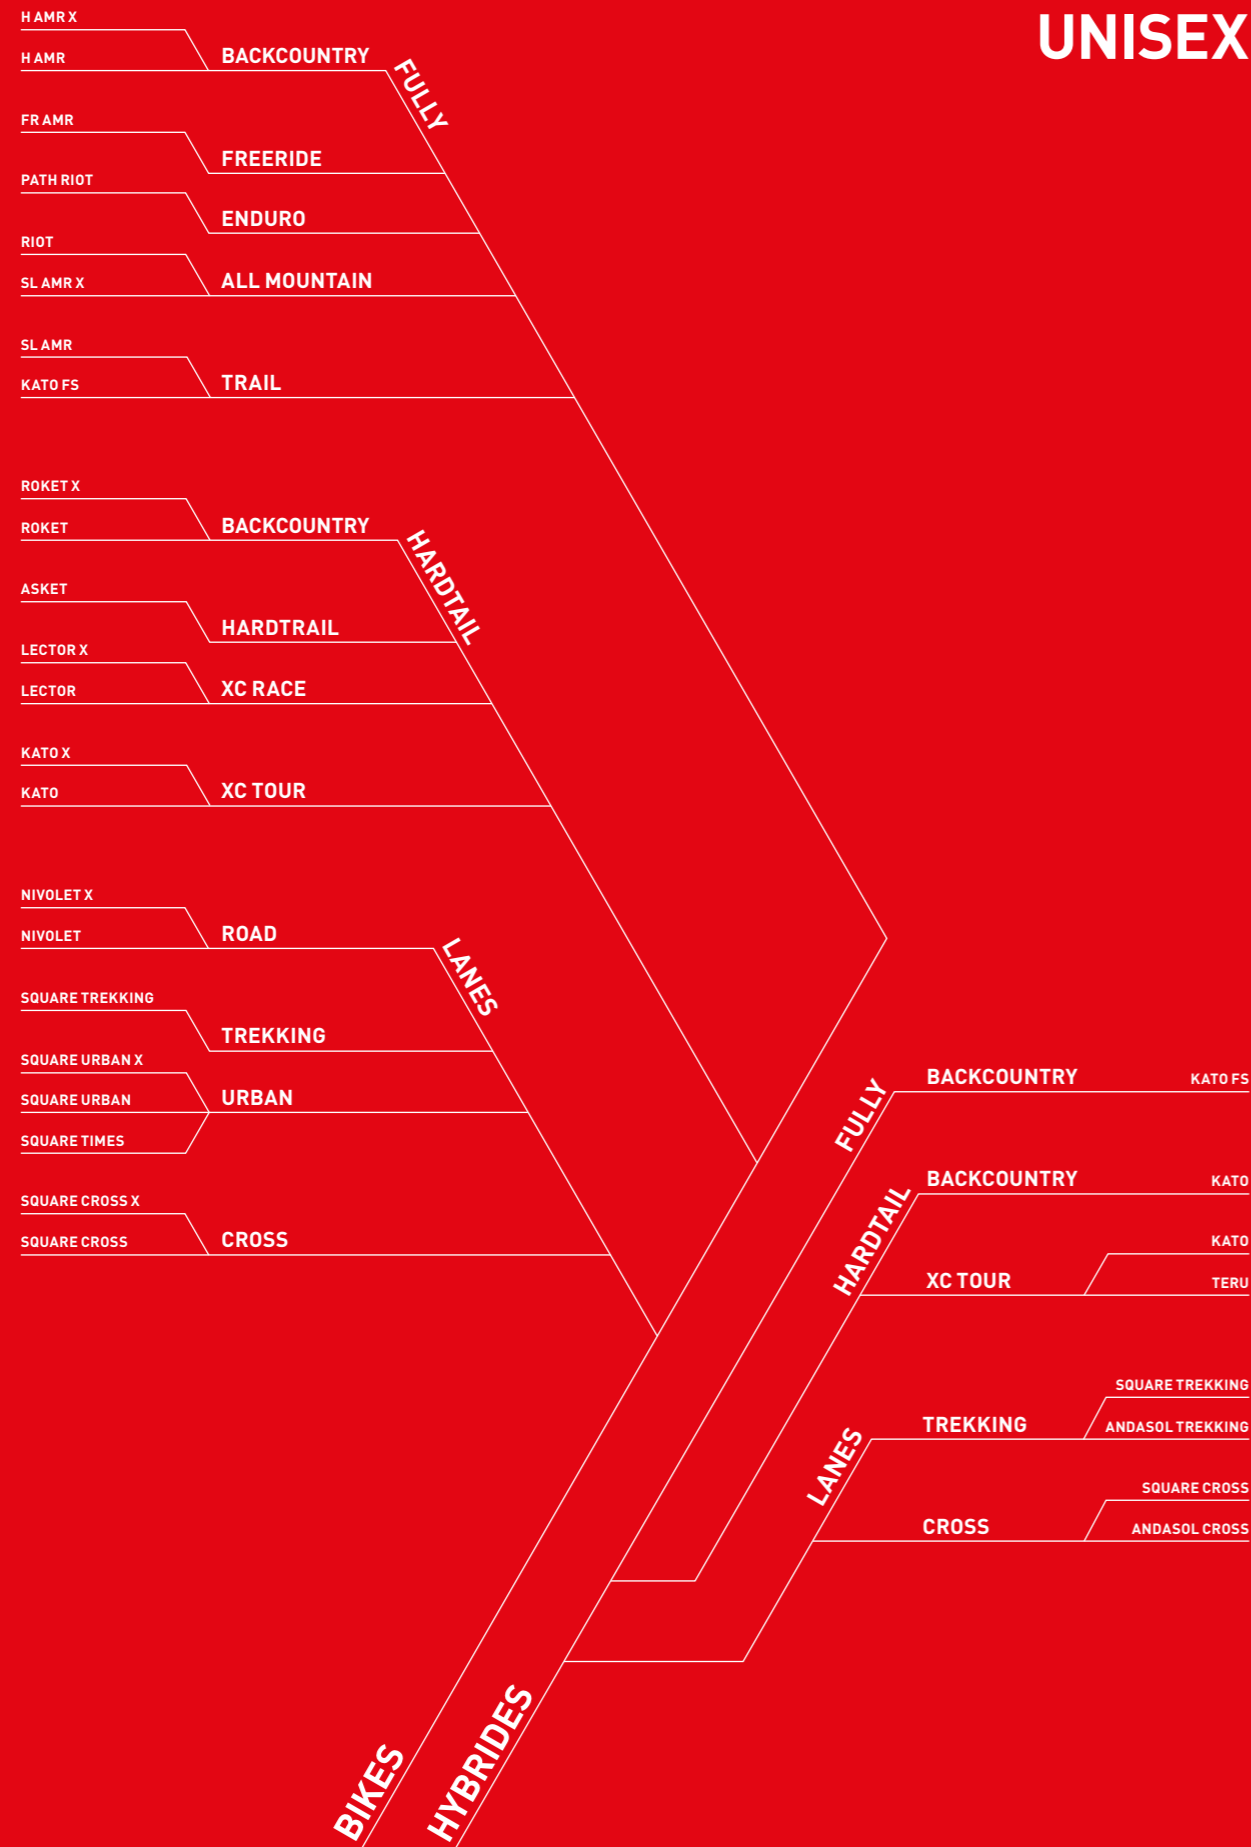 UNISEX
H AMR X
H AMR
BACKCOUNTRY
FULLY
FR AMR
FREERIDE
PATH RIOT
ENDURO
RIOT
SL AMR X
ALL MOUNTAIN
SL AMR
KATO FS
TRAIL
ROKET X
ROKET
BACKCOUNTRY
HARDTAIL
ASKET
HARDTRAIL
LECTOR X
LECTOR
XC RACE
KATO X
KATO
XC TOUR
NIVOLET X
NIVOLET
ROAD
LANES
SQUARE TREKKING
TREKKING
SQUARE URBAN X
SQUARE URBAN
URBAN
SQUARE TIMES
SQUARE CROSS X
SQUARE CROSS
CROSS
FULLY
BACKCOUNTRY
KATO FS
HARDTAIL
BACKCOUNTRY
KATO
KATO
XC TOUR
TERU
LANES
SQUARE TREKKING
TREKKING
ANDASOL TREKKING
SQUARE CROSS
CROSS
ANDASOL CROSS
BIKES
HYBRIDES